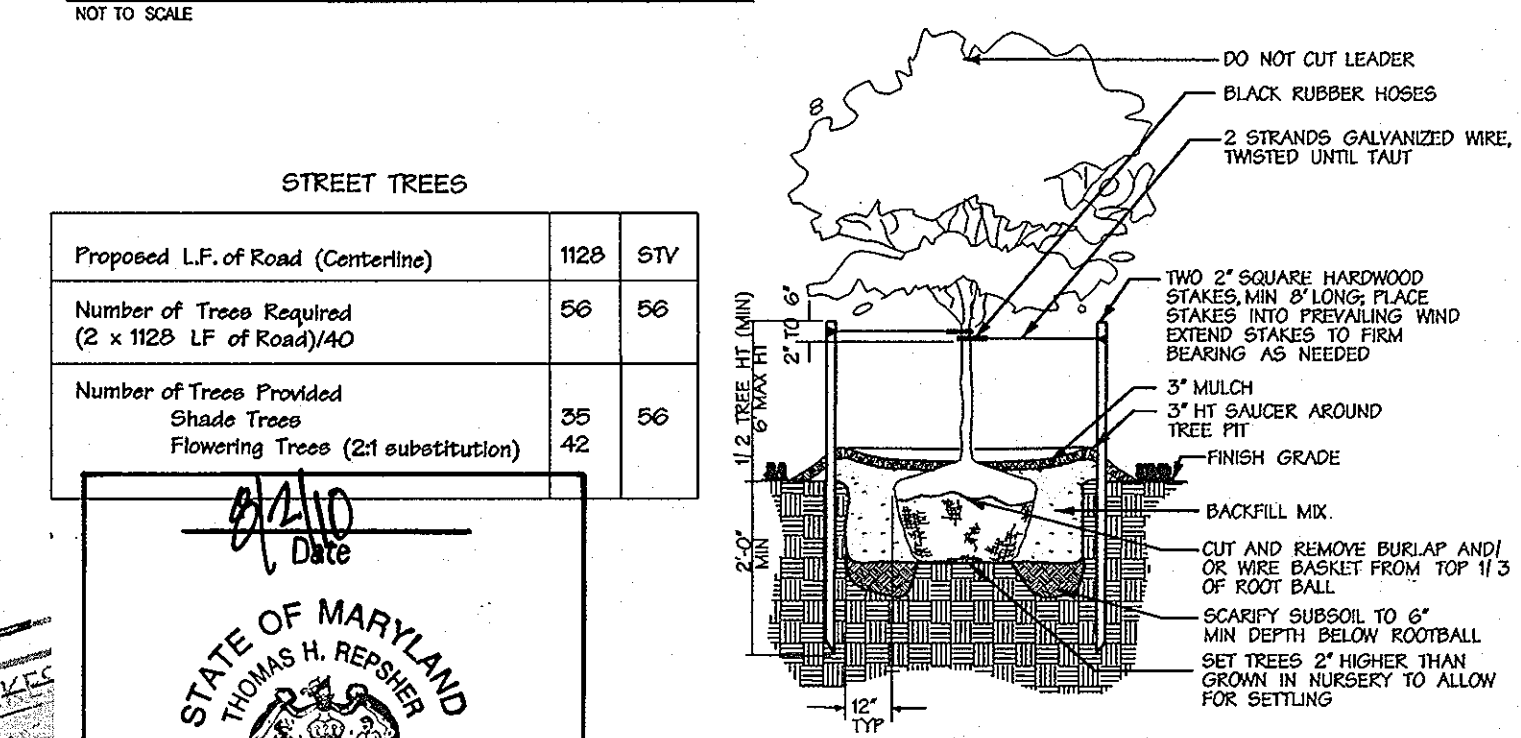 NOT TO SCALE
STREET TREES
Proposed L.F. of Road (Centerline) 1128 STV
Number of Trees Required 56 56
(2 x 1128 LF of Road)/40
Number of Trees Provided
Shade Trees 35 56
Flowering Trees (2:1 substitution) 42
8/2/10
Date
STATE OF MARYLAND
THOMAS H. REPSHER
DO NOT CUT LEADER
BLACK RUBBER HOSES
2 STRANDS GALVANIZED WIRE,
TWISTED UNTIL TAUT
TWO 2" SQUARE HARDWOOD
STAKES, MIN 8' LONG; PLACE
STAKES INTO PREVAILING WIND
EXTEND STAKES TO FIRM
BEARING AS NEEDED
3" MULCH
3" HT SAUCER AROUND
TREE PIT
FINISH GRADE
BACKFILL MIX.
CUT AND REMOVE BURLAP AND/
OR WIRE BASKET FROM TOP 1/3
OF ROOT BALL
SCARIFY SUBSOIL TO 6"
MIN DEPTH BELOW ROOTBALL
SET TREES 2" HIGHER THAN
GROWN IN NURSERY TO ALLOW
FOR SETTLING
1/2 TREE HT (MIN)
6' MAX HT
2" TO 6"
2'-0"
MIN
12"
TYP